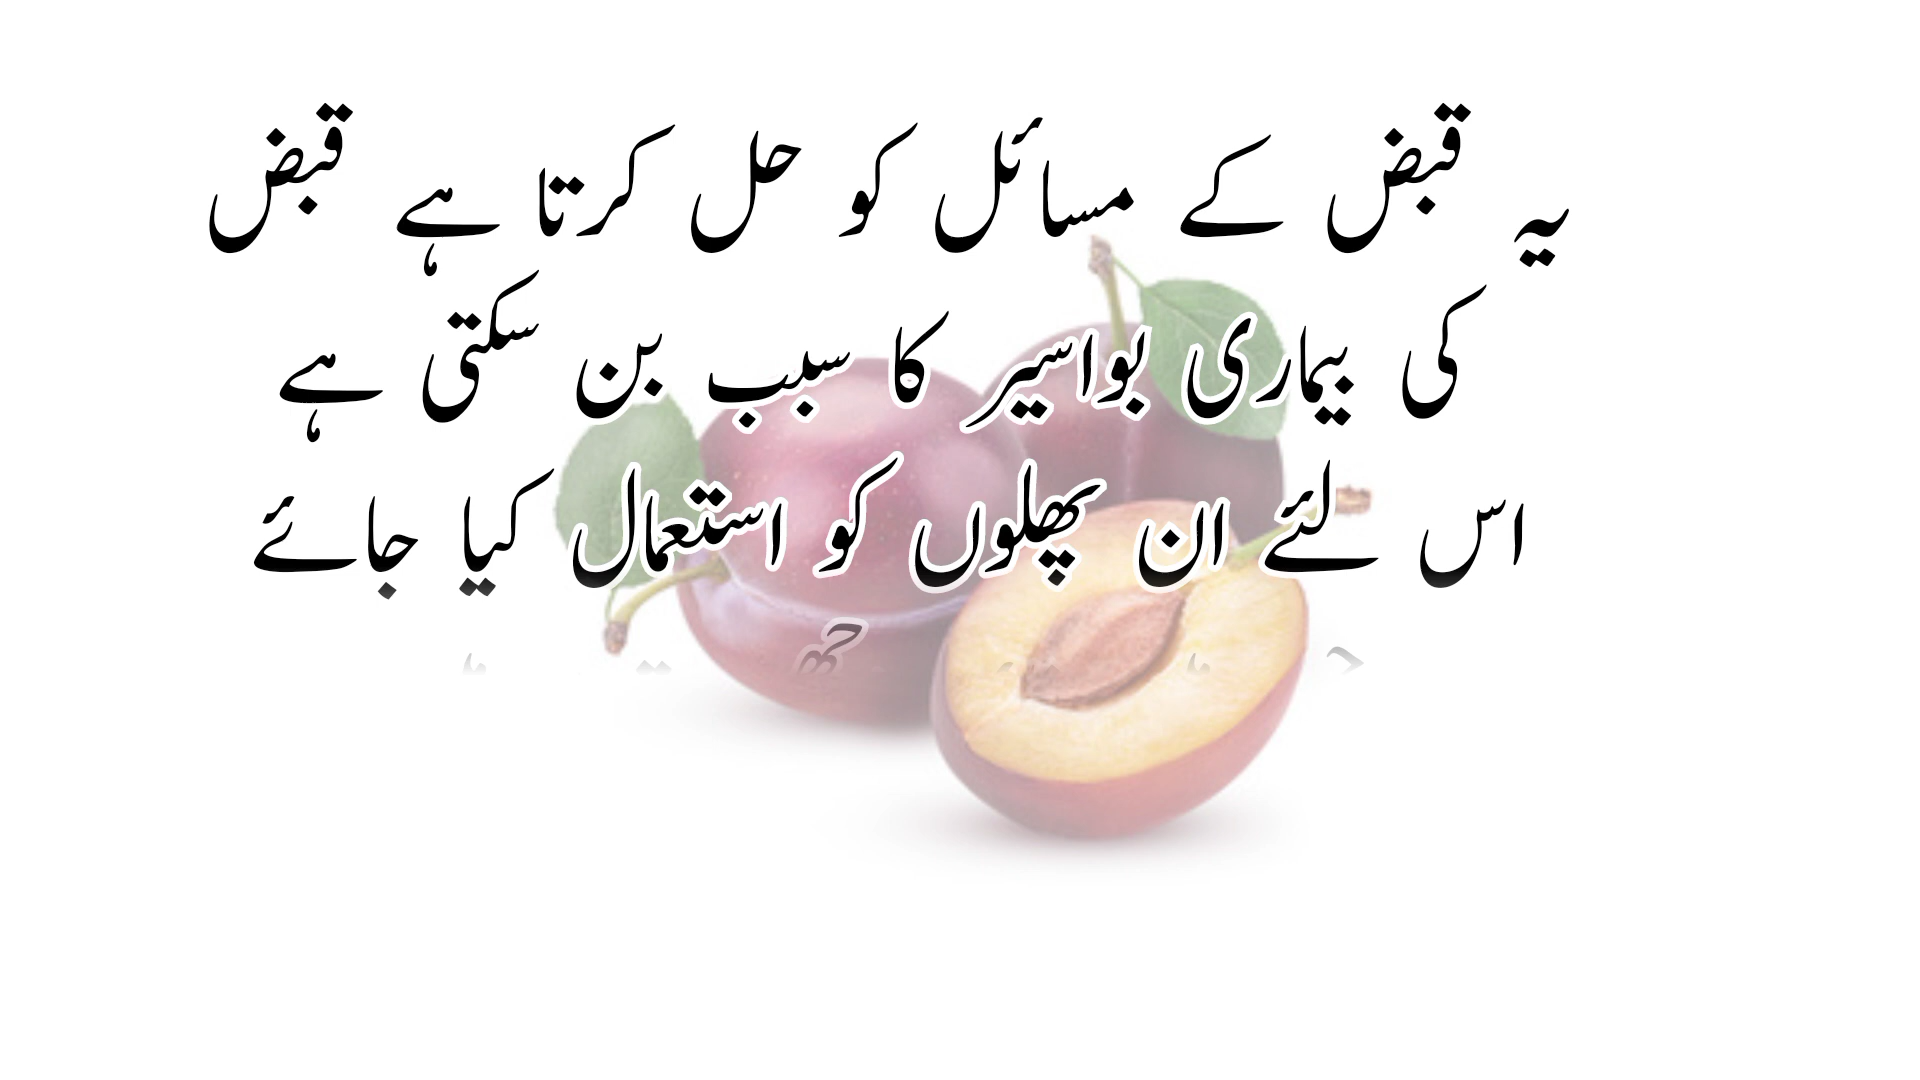 یہ قبض کے مسائل کو حل کرتا ہے قبض
کی بیماری بواسیر کا سبب بن سکتی ہے
اس لئے ان پھلوں کو استعمال کیا جائے